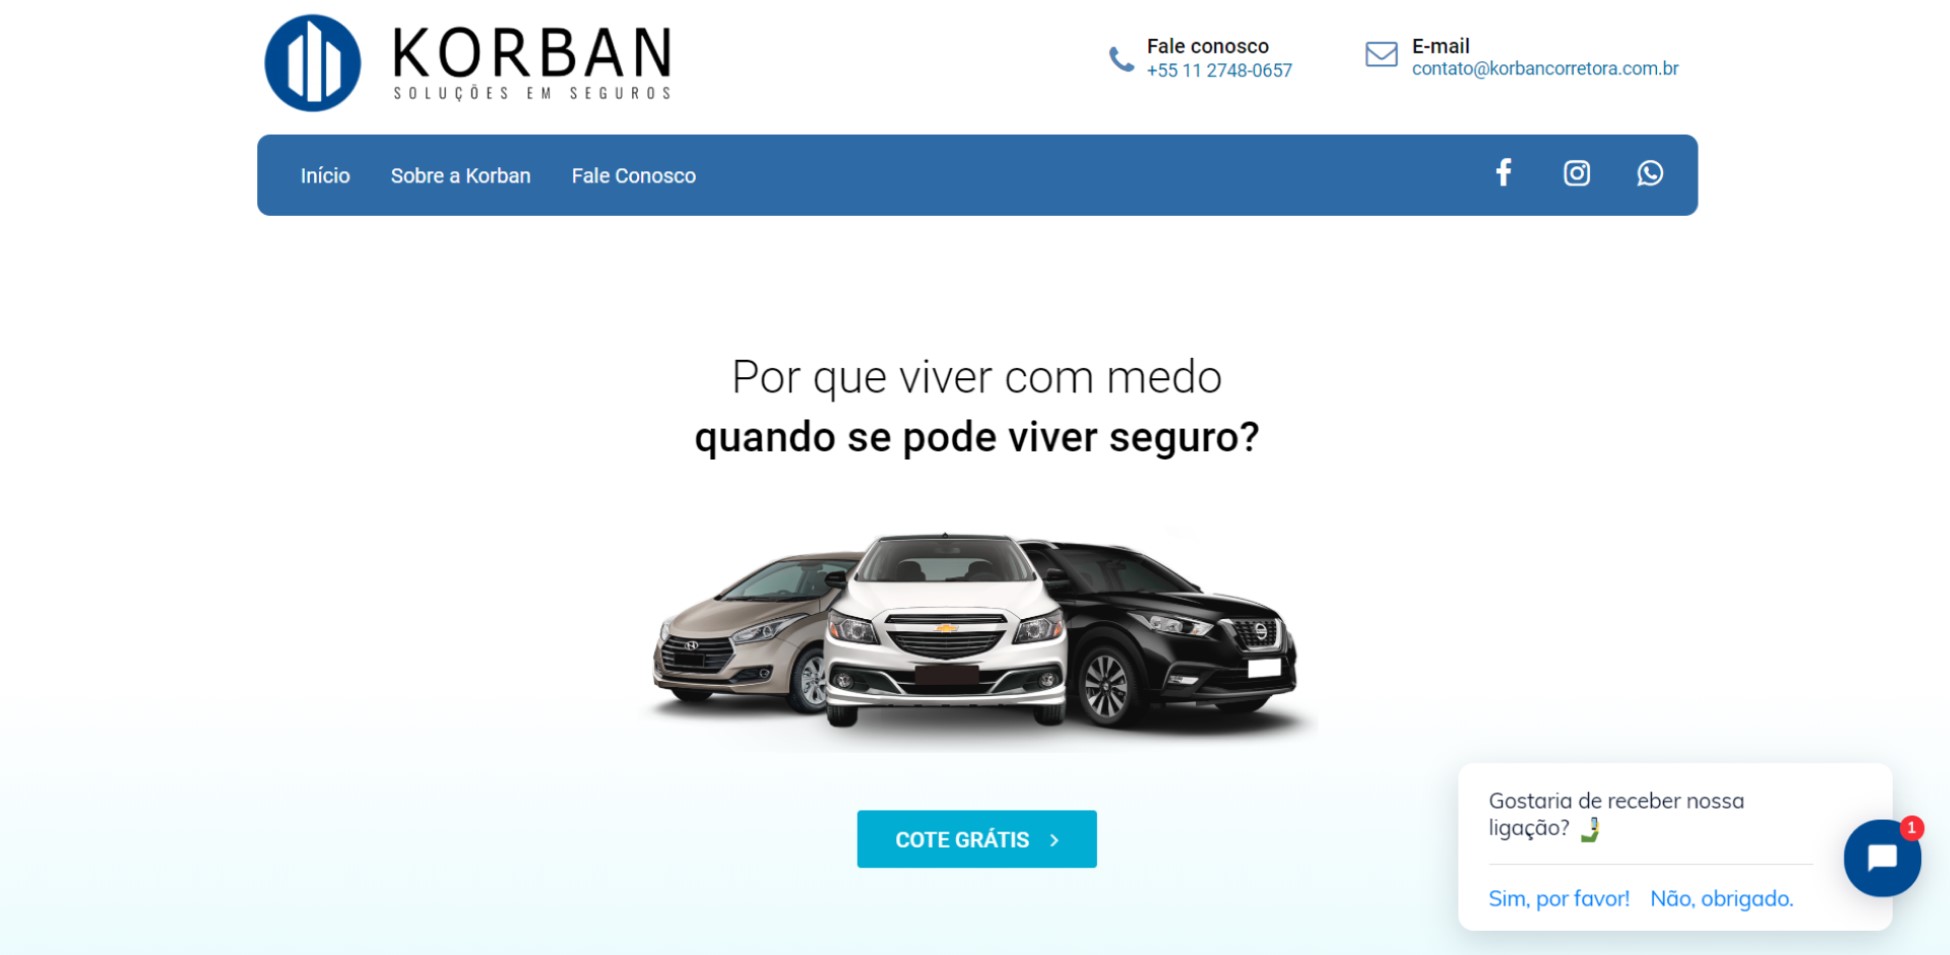 KORBAN
SOLUÇÕES EM SEGUROS
Fale conosco
+55 11 2748-0657
E-mail
contato@korbancorretora.com.br
Início Sobre a Korban Fale Conosco
Por que viver com medo
quando se pode viver seguro?
COTE GRÁTIS
Gostaria de receber nossa
ligação?
1
Sim, por favor! Não, obrigado.